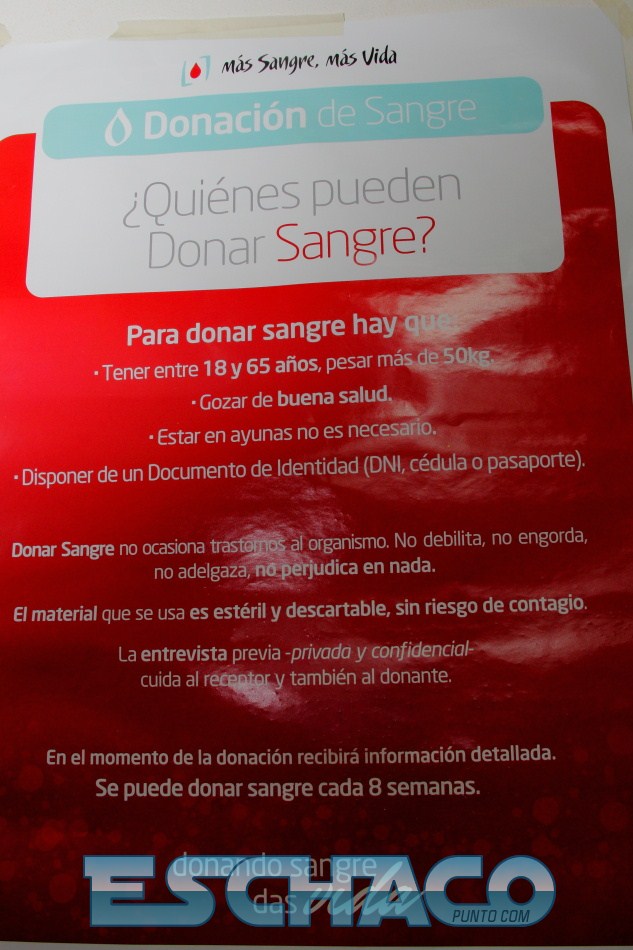 más Sangre, más Vida
Donación de Sangre
¿Quiénes pueden
Donar Sangre?
Para donar sangre hay que:
· Tener entre 18 y 65 años, pesar más de 50kg.
· Gozar de buena salud.
· Estar en ayunas no es necesario.
· Disponer de un Documento de Identidad (DNI, cédula o pasaporte).
Donar Sangre no ocasiona trastornos al organismo. No debilita, no engorda,
no adelgaza, no perjudica en nada.
El material que se usa es estéril y descartable, sin riesgo de contagio.
La entrevista previa -privada y confidencial-
cuida al receptor y también al donante.
En el momento de la donación recibirá información detallada.
Se puede donar sangre cada 8 semanas.
donando sangre
das vida
ESCHACO
PUNTO COM